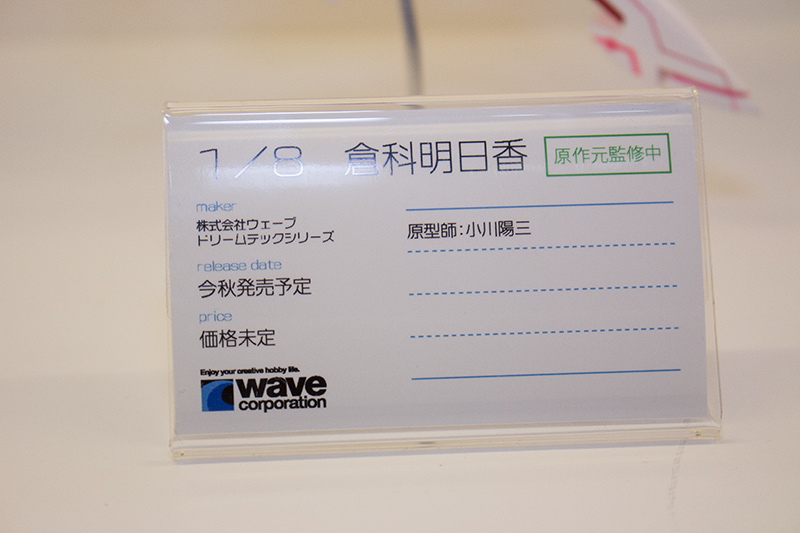 1/8 倉科明日香 原作元監修中
maker
株式会社ウェーブ
ドリームテックシリーズ
原型師:小川陽三
release date
今秋発売予定
price
価格未定
Enjoy your creative hobby life.
wave
corporation